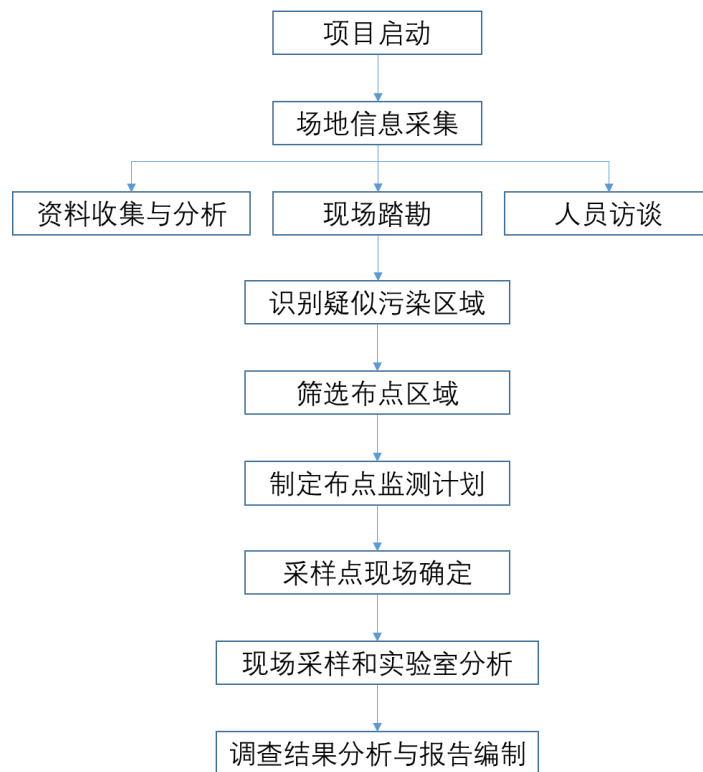 项目启动
场地信息采集
资料收集与分析
现场踏勘
人员访谈
识别疑似污染区域
筛选布点区域
制定布点监测计划
采样点现场确定
现场采样和实验室分析
调查结果分析与报告编制